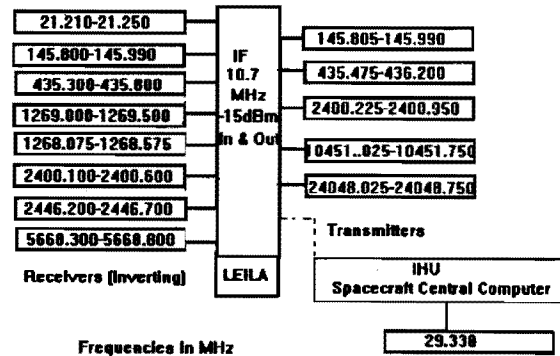 21.210-21.250
145.800-145.990
435.300-435.800
1269.000-1269.500
1268.075-1268.575
2400.100-2400.600
2446.200-2446.700
5668.300-5668.800
Receivers (Inverting)
IF
10.7
MHz
-15dBm
In & Out
LEILA
145.805-145.990
435.475-436.200
2400.225-2400.950
10451..025-10451.750
24048.025-24048.750
Transmitters
IHU
Spacecraft Central Computer
29.330
Frequencies in MHz